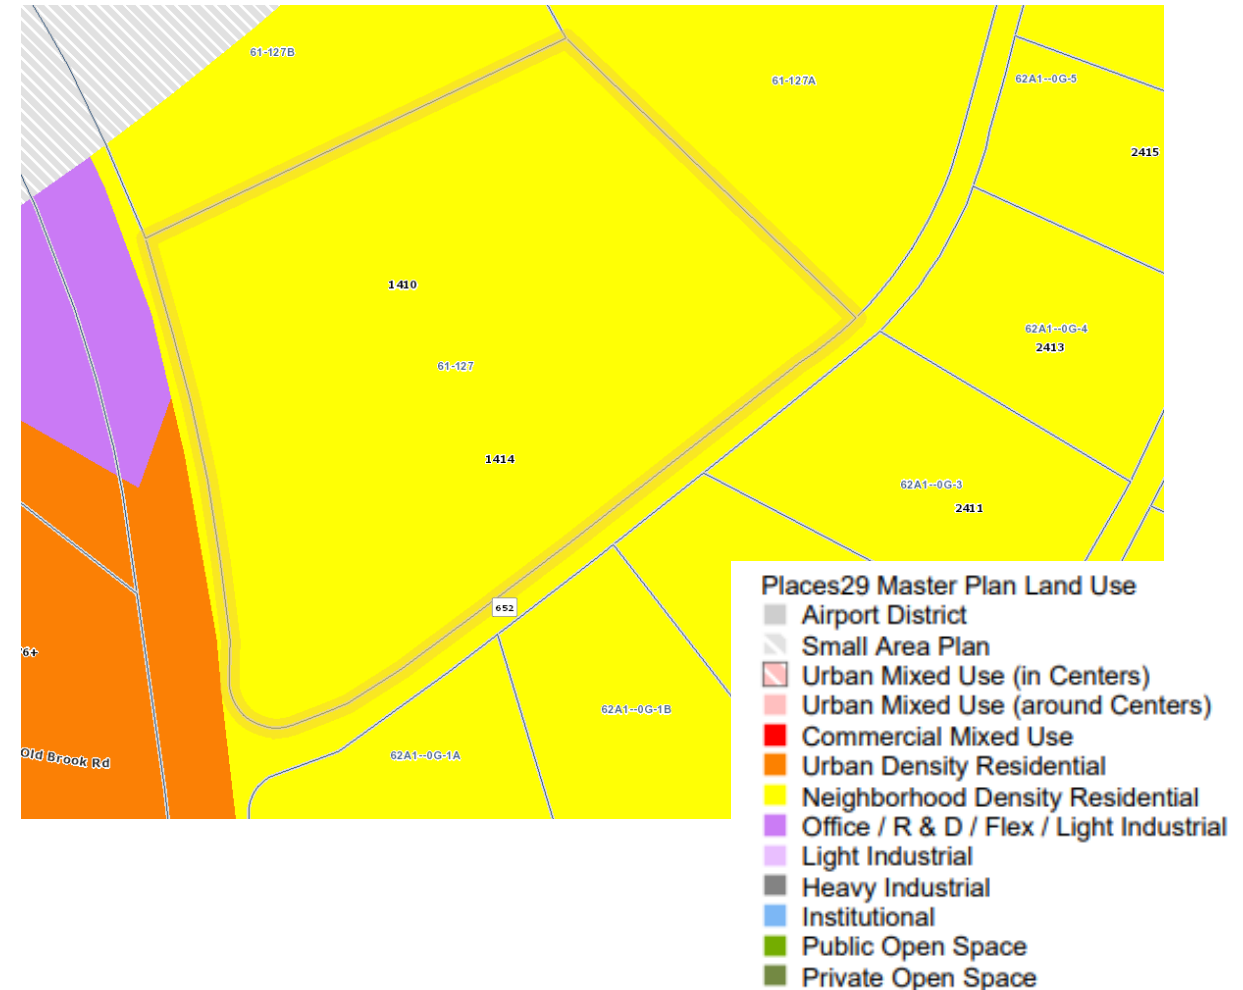 61-127B
61-127A
62A1--0G-5
2415
1410
62A1--0G-4
2413
61-127
1414
62A1--0G-3
2411
652
6+
62A1--0G-1B
Old Brook Rd
62A1--0G-1A
Places29 Master Plan Land Use
Airport District
Small Area Plan
Urban Mixed Use (in Centers)
Urban Mixed Use (around Centers)
Commercial Mixed Use
Urban Density Residential
Neighborhood Density Residential
Office / R & D / Flex / Light Industrial
Light Industrial
Heavy Industrial
Institutional
Public Open Space
Private Open Space